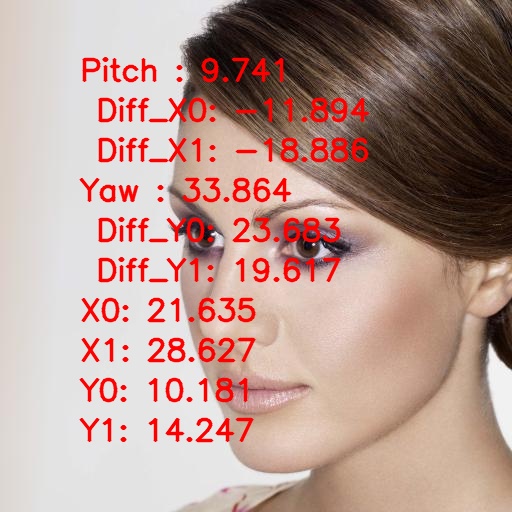 Pitch : 9.741
Diff_X0: -11.894
Diff_X1: -18.886
Yaw : 33.864
Diff_Y0: 23.683
Diff_Y1: 19.617
X0: 21.635
X1: 28.627
Y0: 10.181
Y1: 14.247